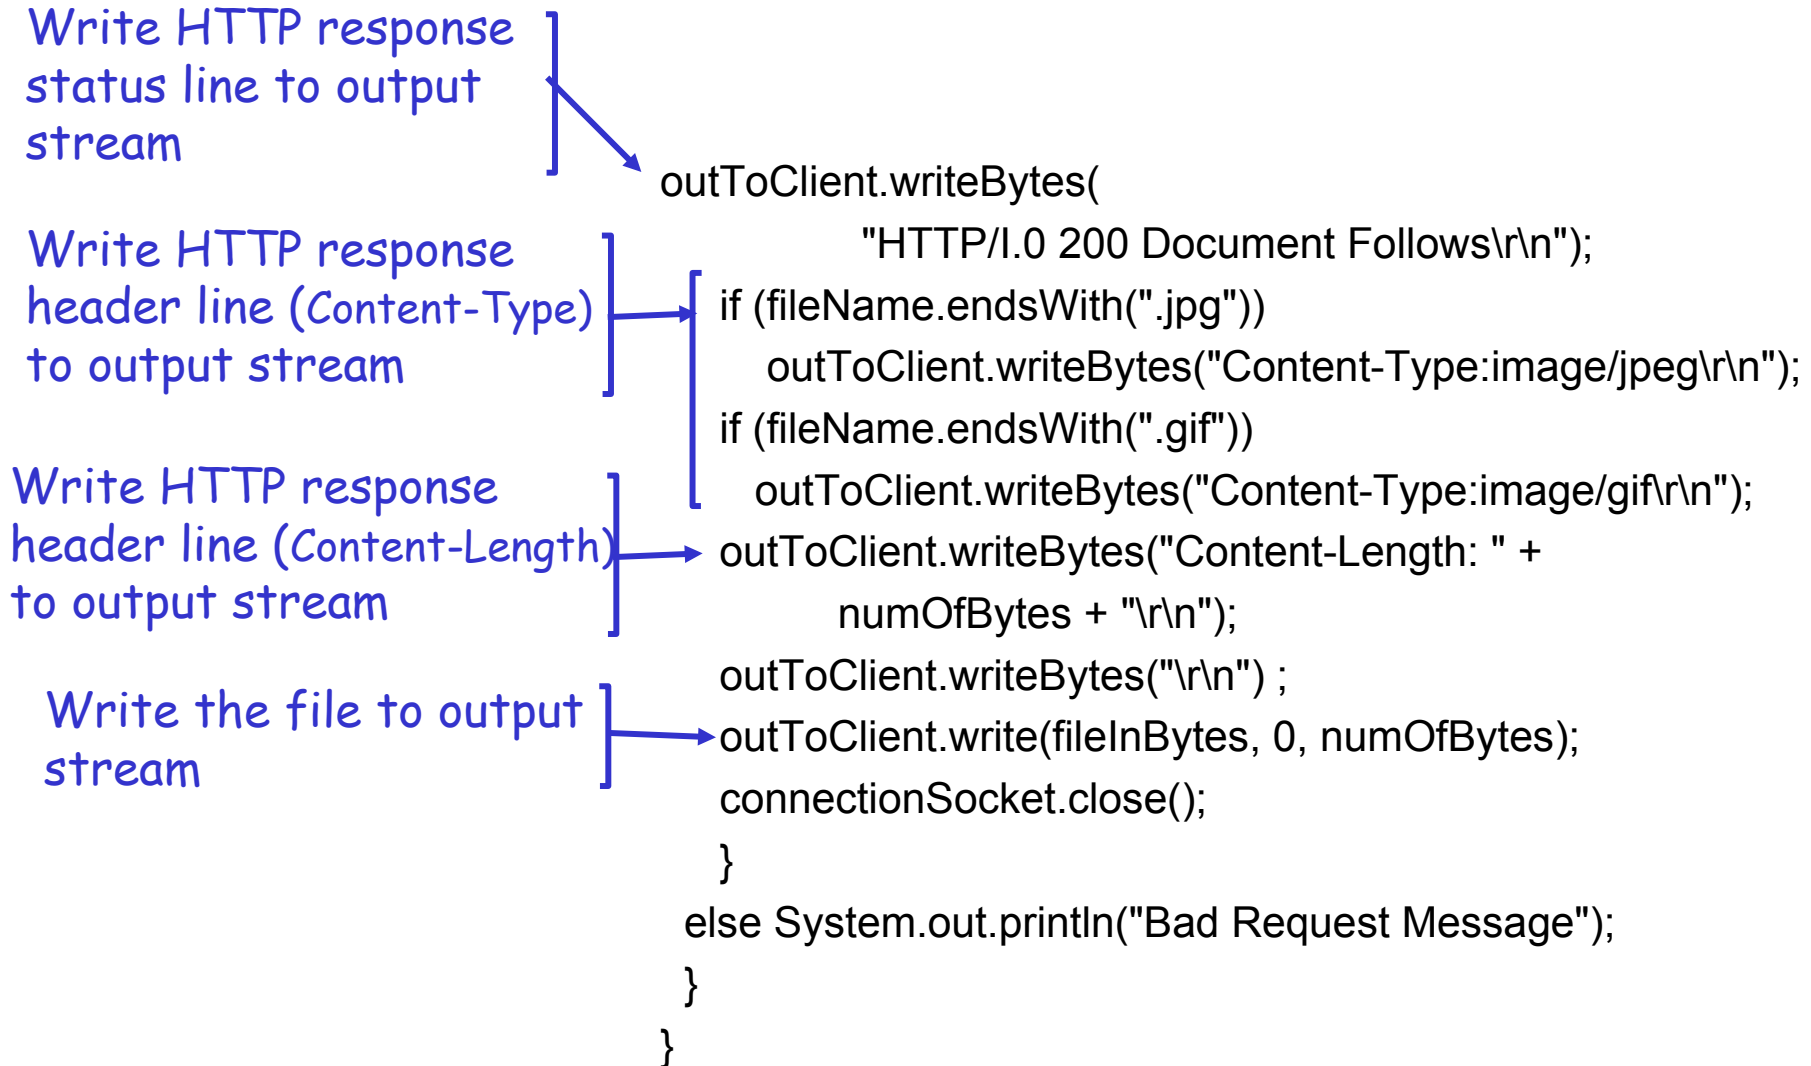 Write HTTP response
status line to output
stream
Write HTTP response
header line (Content-Type)
to output stream
Write HTTP response
header line (Content-Length)
to output stream
Write the file to output
stream
outToClient.writeBytes(
"HTTP/I.0 200 Document Follows\r\n");
if (fileName.endsWith(".jpg"))
outToClient.writeBytes("Content-Type:image/jpeg\r\n");
if (fileName.endsWith(".gif"))
outToClient.writeBytes("Content-Type:image/gif\r\n");
outToClient.writeBytes("Content-Length: " +
numOfBytes + "\r\n");
outToClient.writeBytes("\r\n") ;
outToClient.write(fileInBytes, 0, numOfBytes);
connectionSocket.close();
}
else System.out.println("Bad Request Message");
}
}